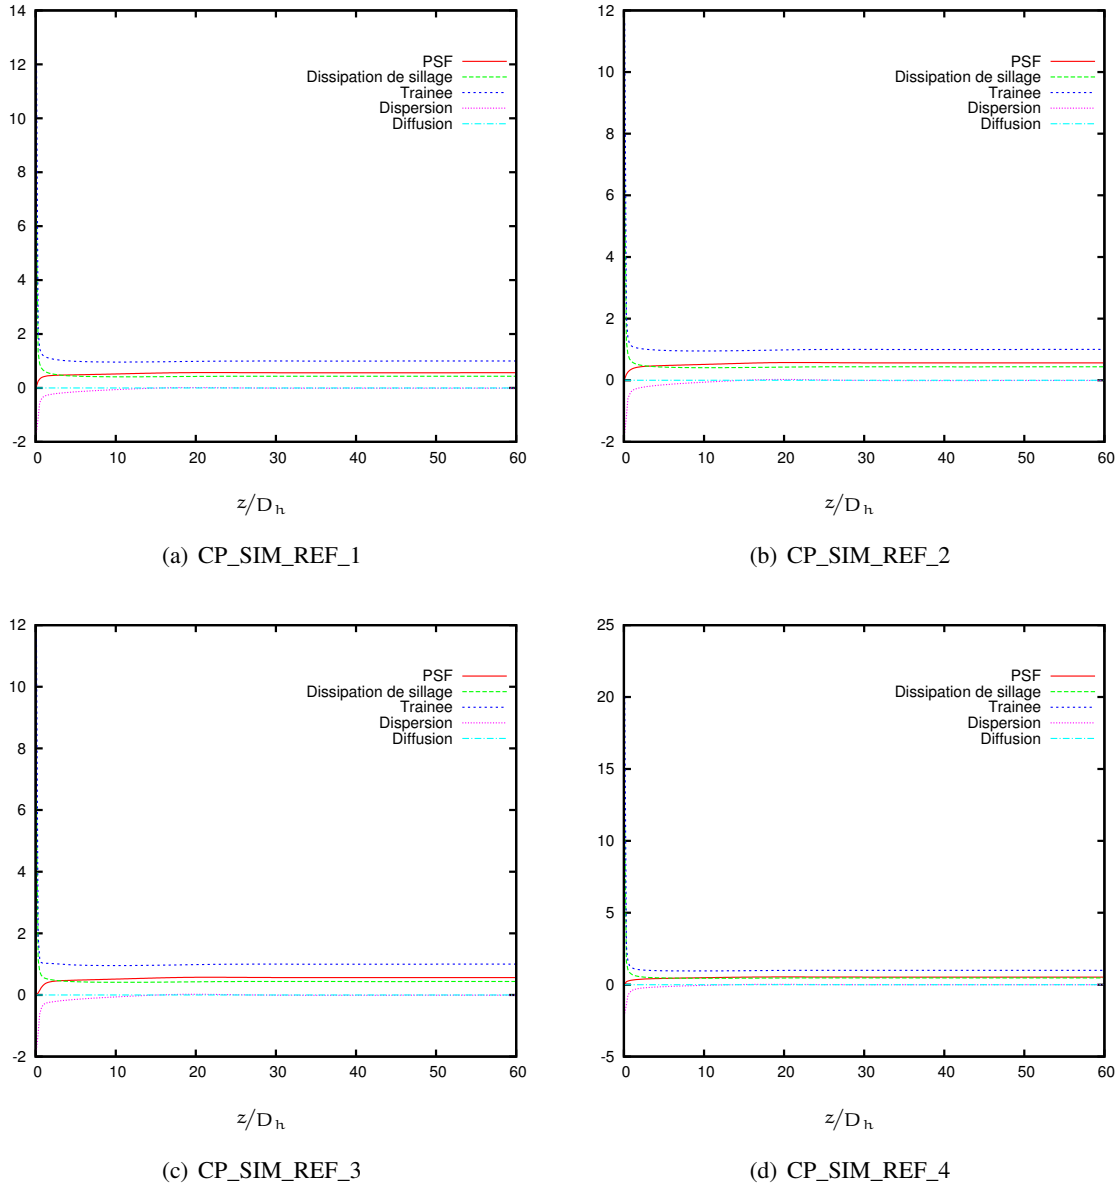 14
12
10
8
6
4
2
0
-2
0 10 20 30 40 50 60
PSF
Dissipation de sillage
Trainee
Dispersion
Diffusion
z/D h
(a) CP_SIM_REF_1
12
10
8
6
4
2
0
-2
0 10 20 30 40 50 60
PSF
Dissipation de sillage
Trainee
Dispersion
Diffusion
z/D h
(b) CP_SIM_REF_2
12
10
8
6
4
2
0
-2
0 10 20 30 40 50 60
PSF
Dissipation de sillage
Trainee
Dispersion
Diffusion
z/D h
(c) CP_SIM_REF_3
25
20
15
10
5
0
-5
0 10 20 30 40 50 60
PSF
Dissipation de sillage
Trainee
Dispersion
Diffusion
z/D h
(d) CP_SIM_REF_4